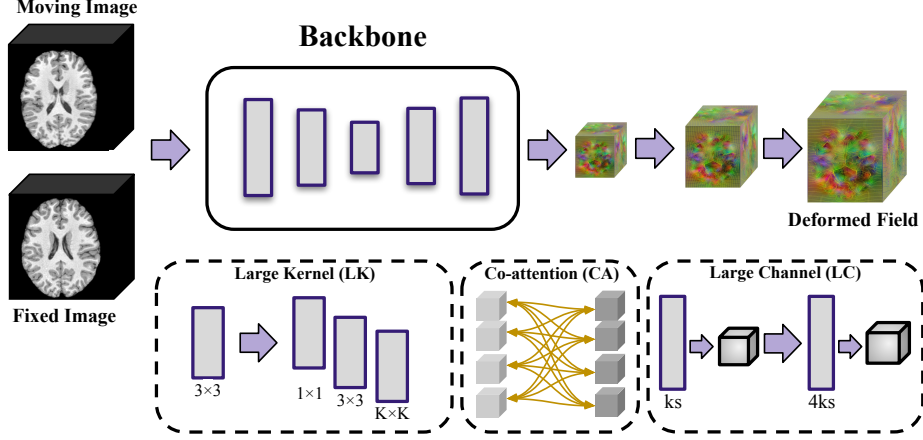 Moving Image
Backbone
Deformed Field
Fixed Image
Large Kernel (LK)
3×3
1×1
3×3
K×K
Co-attention (CA)
Large Channel (LC)
ks
4ks